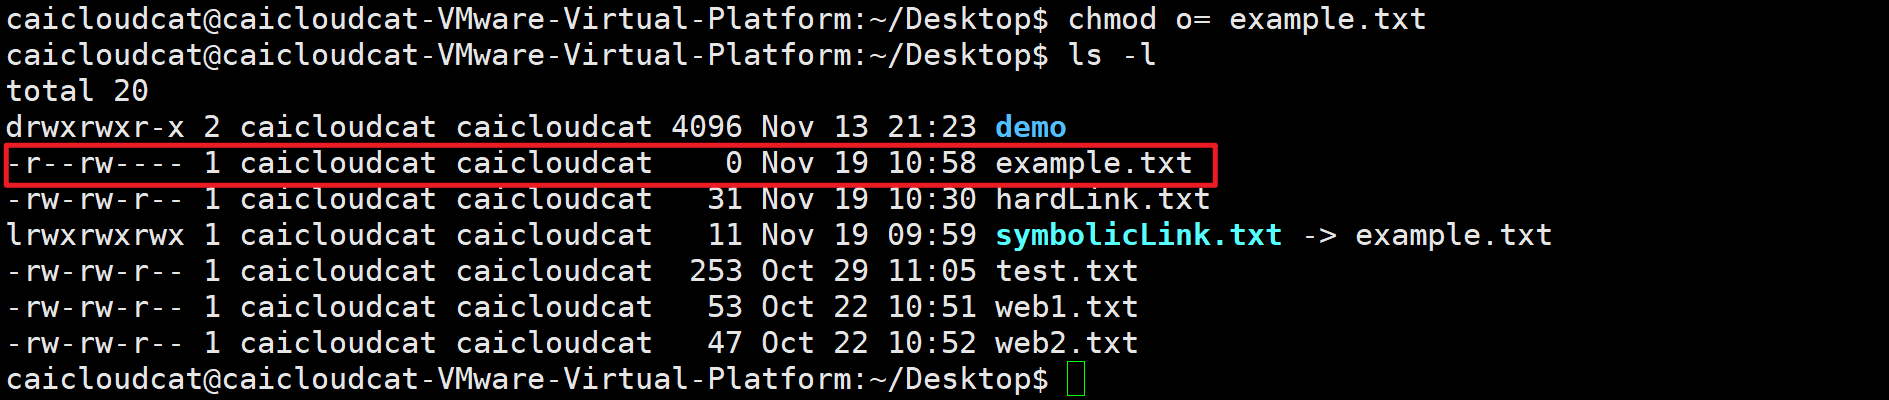 caicloudcat@caicloudcat-VMware-Virtual-Platform:~/Desktop$ chmod o= example.txt
caicloudcat@caicloudcat-VMware-Virtual-Platform:~/Desktop$ ls -l
total 20
drwxrwxr-x 2 caicloudcat caicloudcat 4096 Nov 13 21:23 demo
-r--rw---- 1 caicloudcat caicloudcat    0 Nov 19 10:58 example.txt
-rw-rw-r-- 1 caicloudcat caicloudcat   31 Nov 19 10:30 hardLink.txt
lrwxrwxrwx 1 caicloudcat caicloudcat   11 Nov 19 09:59 symbolicLink.txt -> example.txt
-rw-rw-r-- 1 caicloudcat caicloudcat  253 Oct 29 11:05 test.txt
-rw-rw-r-- 1 caicloudcat caicloudcat   53 Oct 22 10:51 web1.txt
-rw-rw-r-- 1 caicloudcat caicloudcat   47 Oct 22 10:52 web2.txt
caicloudcat@caicloudcat-VMware-Virtual-Platform:~/Desktop$